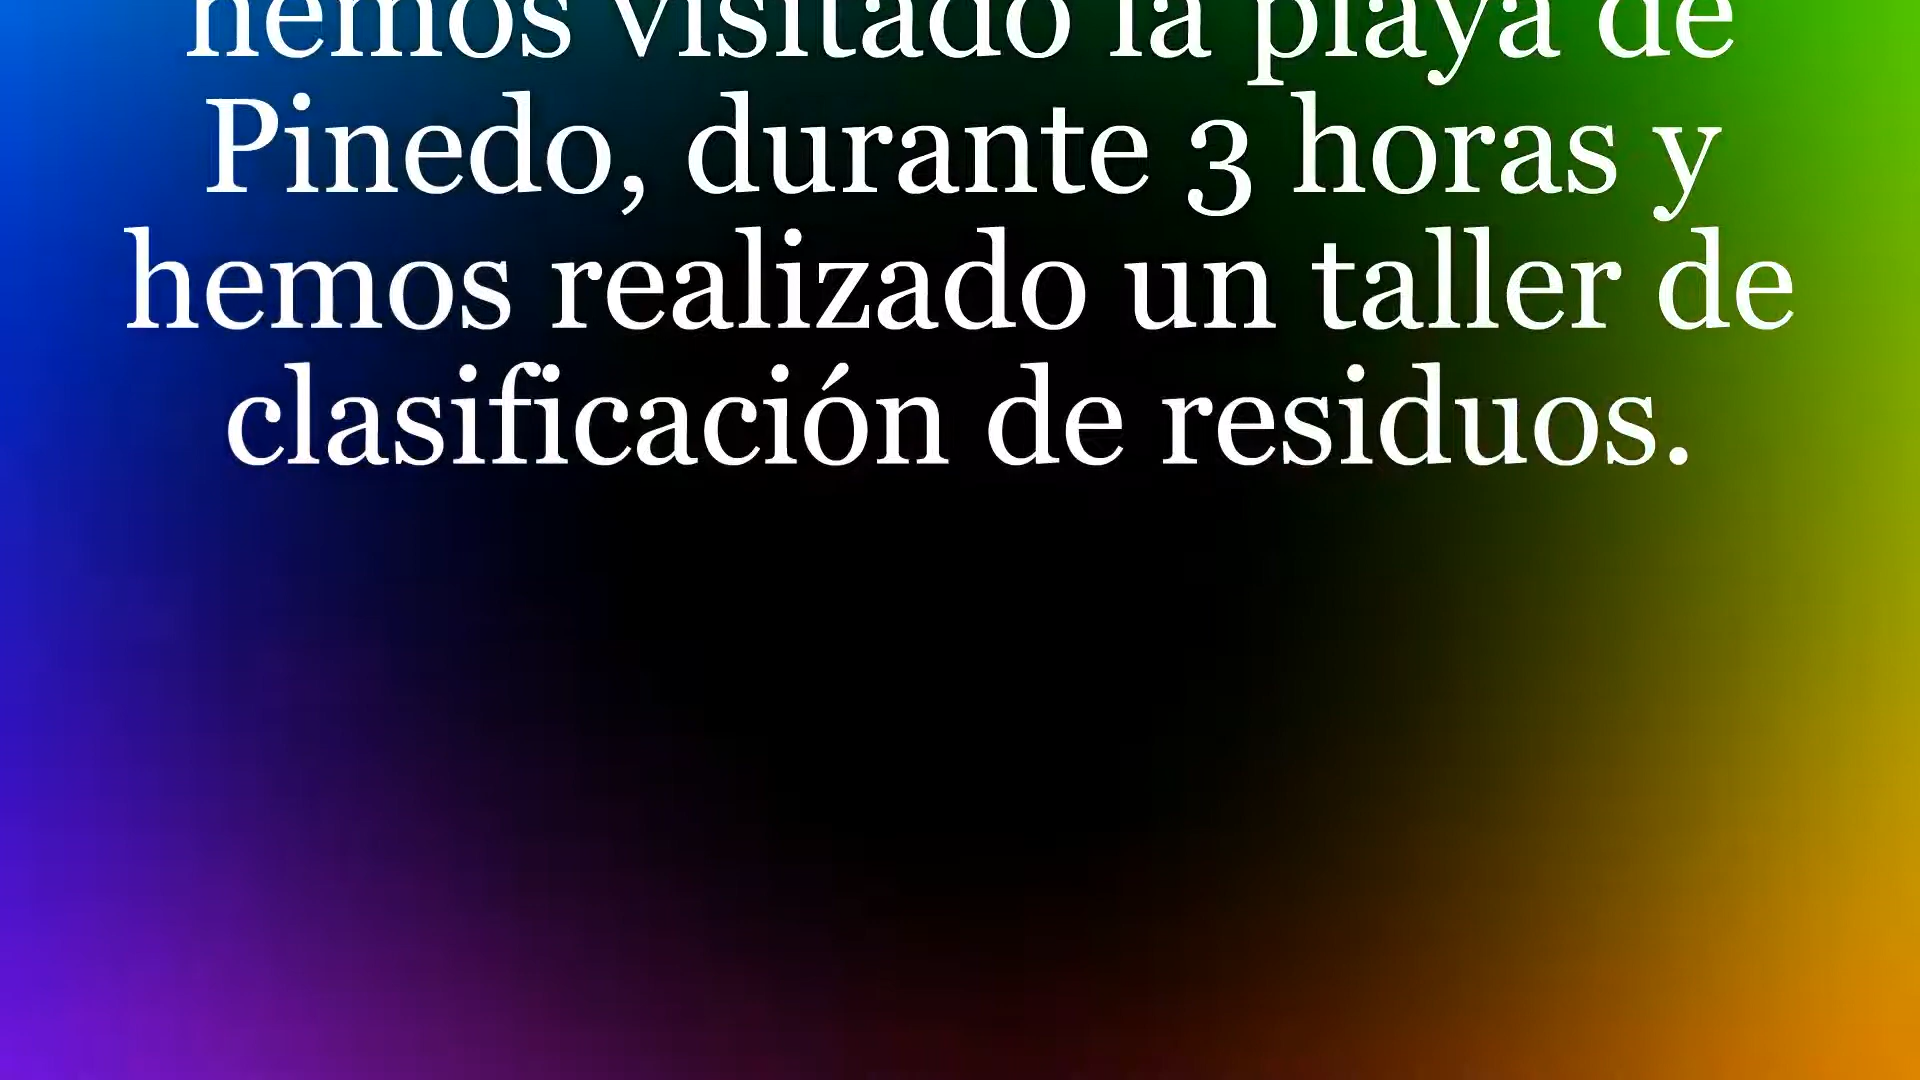 hemos visitado la playa de
Pinedo, durante 3 horas y
hemos realizado un taller de
clasificación de residuos.